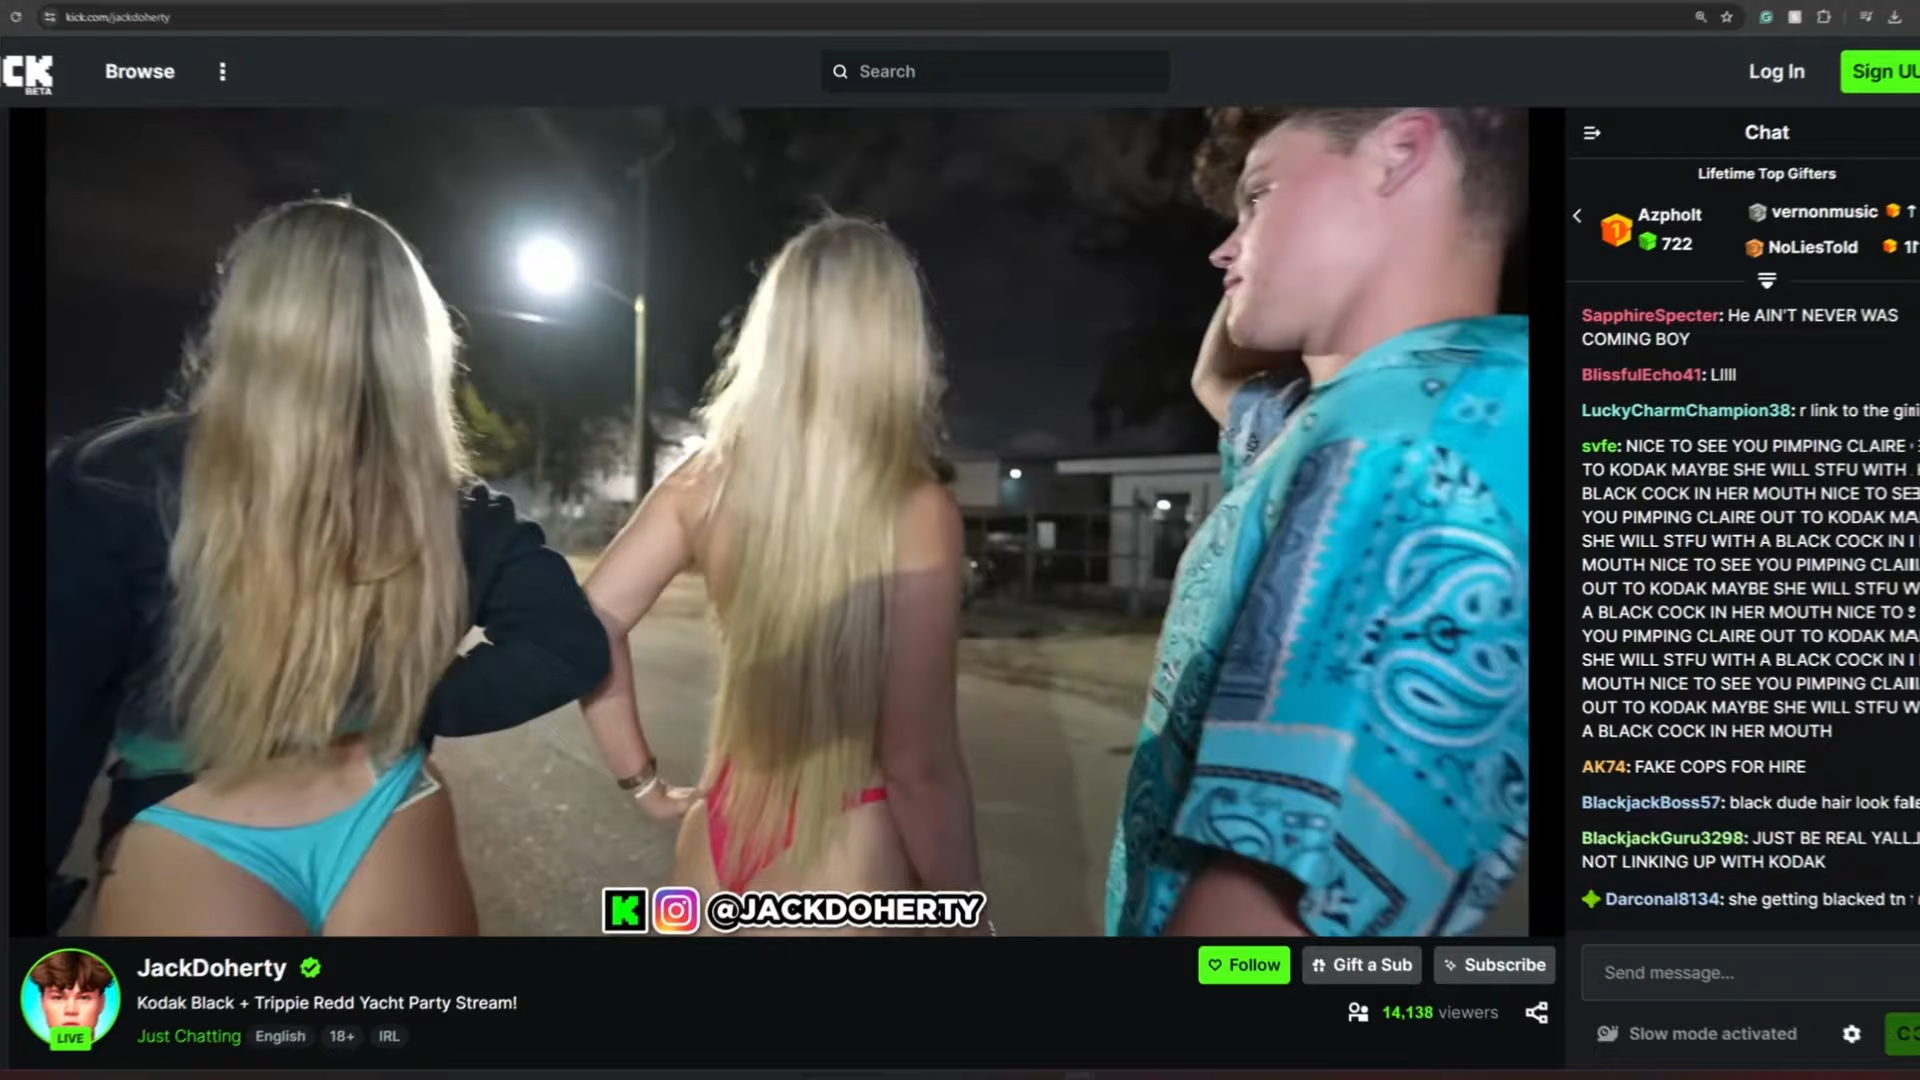 kick.com/jackdoherty
CK
BETA
Browse
Search
Log In
Sign
Chat
Lifetime Top Gifters
Azpholt
722
vernonmusic
NoLiesTold
SapphireSpecter: He AIN'T NEVER WAS
COMING BOY
BlissfulEcho41: LIIII
LuckyCharmChampion38: r link to the
svfe: NICE TO SEE YOU PIMPING CLAIRE
TO KODAK MAYBE SHE WILL STFU WITH
BLACK COCK IN HER MOUTH NICE TO SEE
YOU PIMPING CLAIRE OUT TO KODAK
SHE WILL STFU WITH A BLACK COCK IN
MOUTH NICE TO SEE YOU PIMPING
OUT TO KODAK MAYBE SHE WILL STFU
A BLACK COCK IN HER MOUTH NICE TO
YOU PIMPING CLAIRE OUT TO KODAK
SHE WILL STFU WITH A BLACK COCK IN
MOUTH NICE TO SEE YOU PIMPING
OUT TO KODAK MAYBE SHE WILL STFU
A BLACK COCK IN HER MOUTH
AK74: FAKE COPS FOR HIRE
BlackjackBoss57: black dude hair look
BlackjackGuru3298: JUST BE REAL
NOT LINKING UP WITH KODAK
Darconal8134: she getting blacked
@JACKDOHERTY
JackDoherty
LIVE
Kodak Black + Trippie Redd Yacht Party Stream!
Just Chatting English 18+ IRL
Follow
Gift a Sub
Subscribe
14,138 viewers
Send message...
Slow mode activated